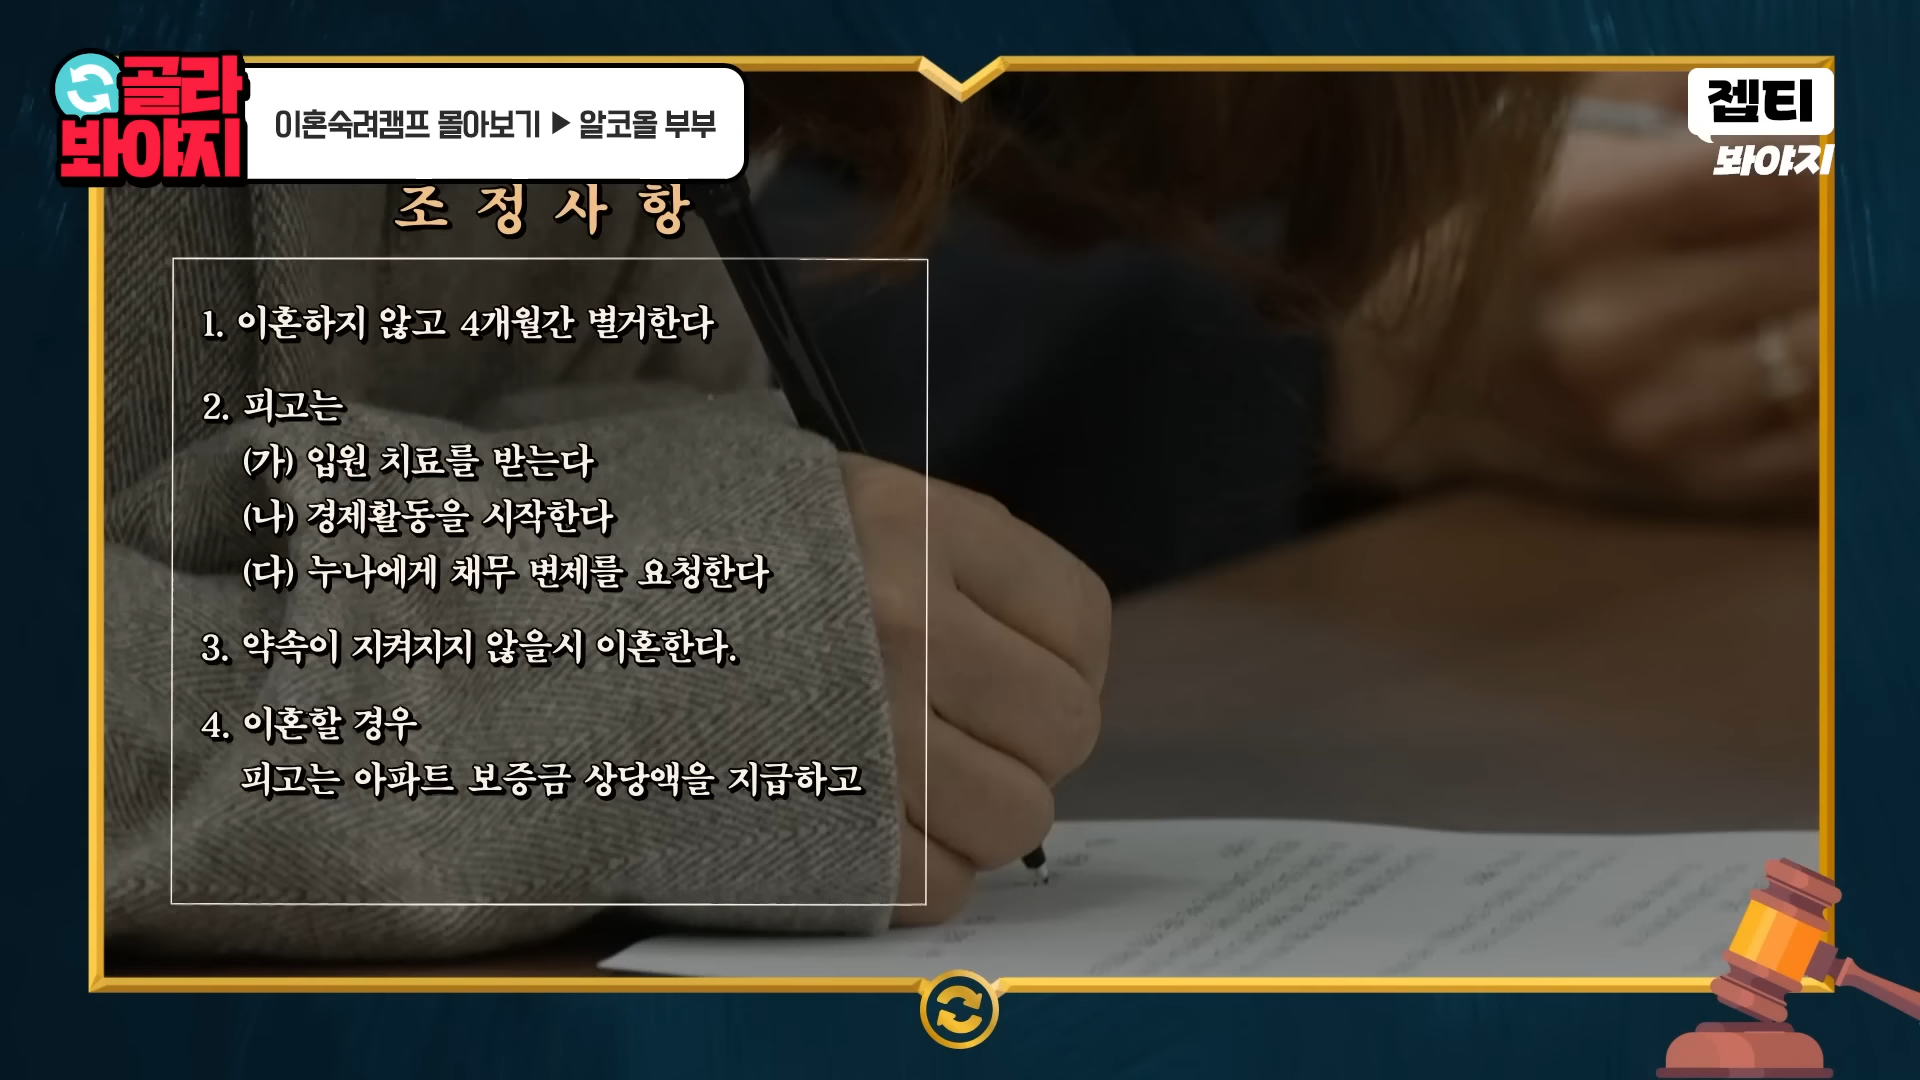 골라
봐야지
이혼숙려캠프 몰아보기 ▶ 알코올 부부
젭티
봐야지
조정사항
1. 이혼하지 않고 4개월간 별거한다
2. 피고는
(가) 입원 치료를 받는다
(나) 경제활동을 시작한다
(다) 누나에게 채무 변제를 요청한다
3. 약속이 지켜지지 않을시 이혼한다.
4. 이혼할 경우
피고는 아파트 보증금 상당액을 지급하고